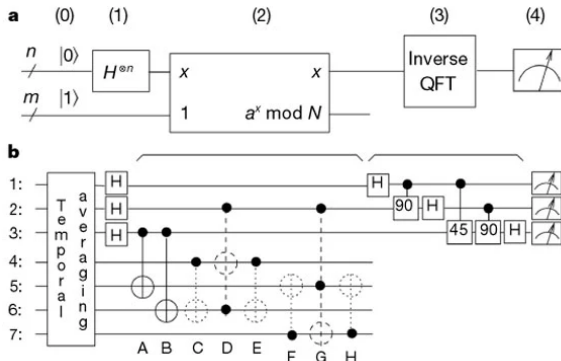 a (0) (1) (2) (3) (4)
n |0⟩ H⊗n x x Inverse QFT
m |1⟩ 1 aˣ mod N
b
Temporal averaging
1: H H
2: H 90 H
3: H 45 90 H
4:
5:
6:
7:
A B C D E F G H